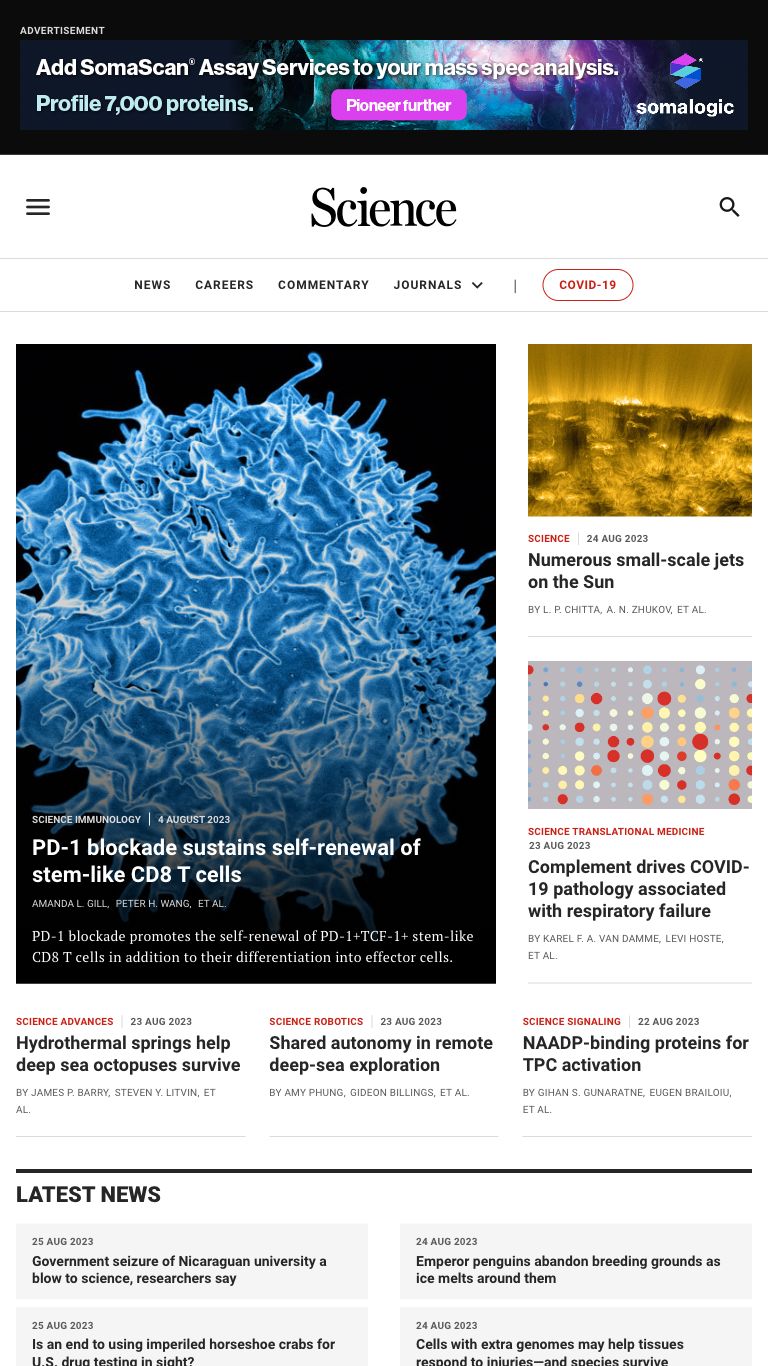 ADVERTISEMENT
Add SomaScan® Assay Services to your mass spec analysis.
Profile 7,000 proteins.
Pioneer further
somalogic
Science
NEWS CAREERS COMMENTARY JOURNALS | COVID-19
SCIENCE IMMUNOLOGY | 4 AUGUST 2023
PD-1 blockade sustains self-renewal of
stem-like CD8 T cells
AMANDA L. GILL, PETER H. WANG, ET AL.
PD-1 blockade promotes the self-renewal of PD-1+TCF-1+ stem-like
CD8 T cells in addition to their differentiation into effector cells.
SCIENCE | 24 AUG 2023
Numerous small-scale jets
on the Sun
BY L. P. CHITTA, A. N. ZHUKOV, ET AL.
SCIENCE TRANSLATIONAL MEDICINE
23 AUG 2023
Complement drives COVID-
19 pathology associated
with respiratory failure
BY KAREL F. A. VAN DAMME, LEVI HOSTE,
ET AL.
SCIENCE ADVANCES | 23 AUG 2023
Hydrothermal springs help
deep sea octopuses survive
BY JAMES P. BARRY, STEVEN Y. LITVIN, ET
AL.
SCIENCE ROBOTICS | 23 AUG 2023
Shared autonomy in remote
deep-sea exploration
BY AMY PHUNG, GIDEON BILLINGS, ET AL.
SCIENCE SIGNALING | 22 AUG 2023
NAADP-binding proteins for
TPC activation
BY GIHAN S. GUNARATNE, EUGEN BRAILOIU,
ET AL.
LATEST NEWS
25 AUG 2023
Government seizure of Nicaraguan university a
blow to science, researchers say
24 AUG 2023
Emperor penguins abandon breeding grounds as
ice melts around them
25 AUG 2023
Is an end to using imperiled horseshoe crabs for
U.S. drug testing in sight?
24 AUG 2023
Cells with extra genomes may help tissues
respond to injuries—and species survive